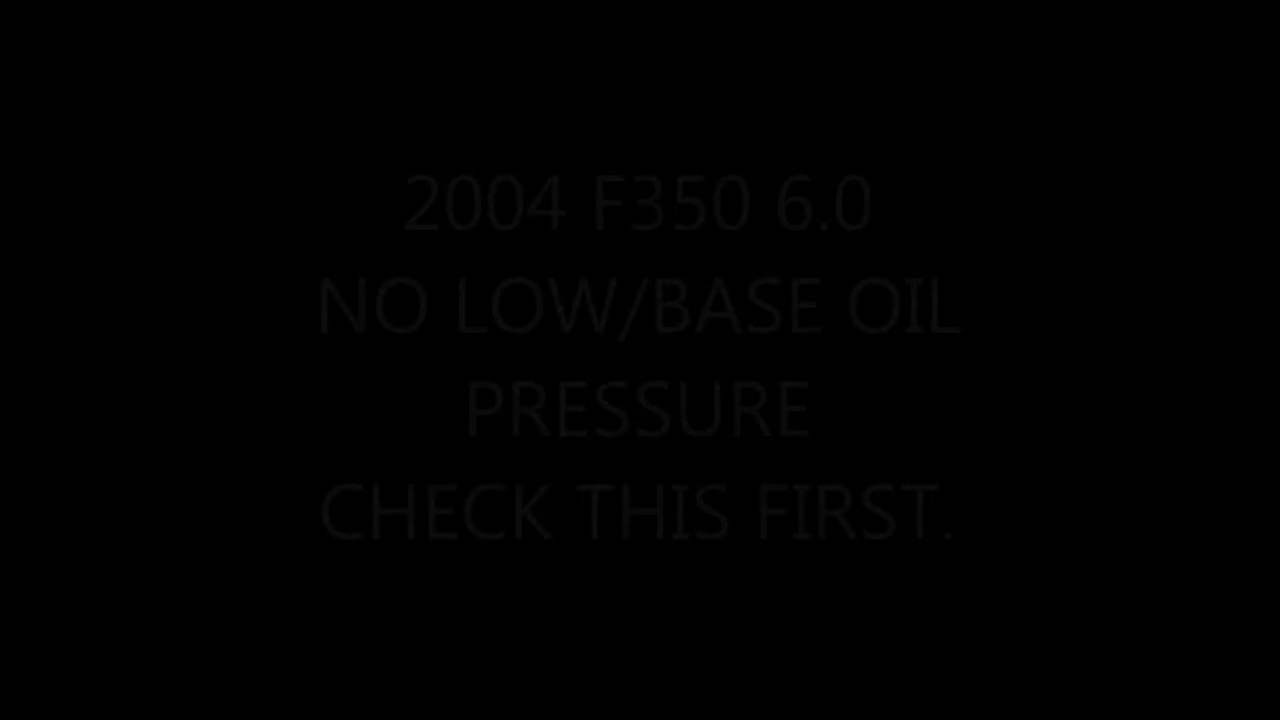 2004 F350 6.0
NO LOW/BASE OIL
PRESSURE
CHECK THIS FIRST.